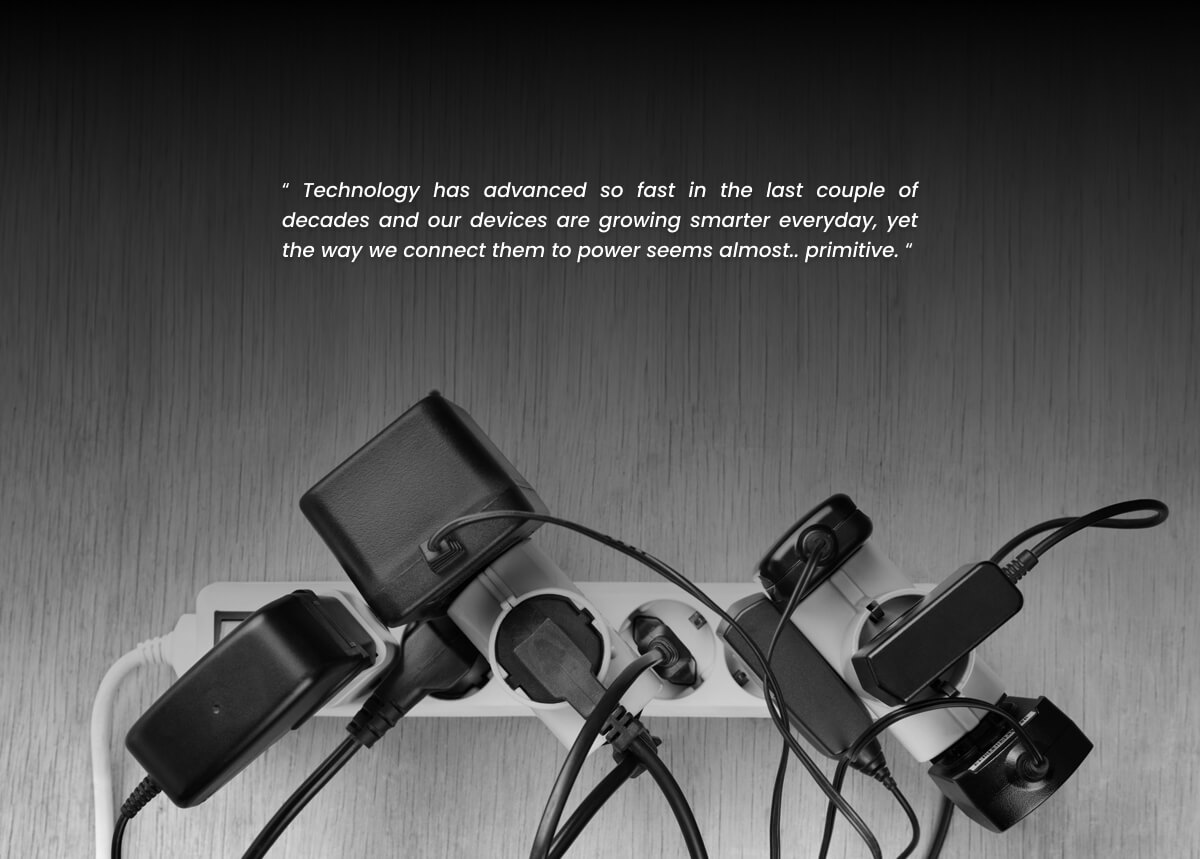 “ Technology has advanced so fast in the last couple of
decades and our devices are growing smarter everyday, yet
the way we connect them to power seems almost.. primitive. “